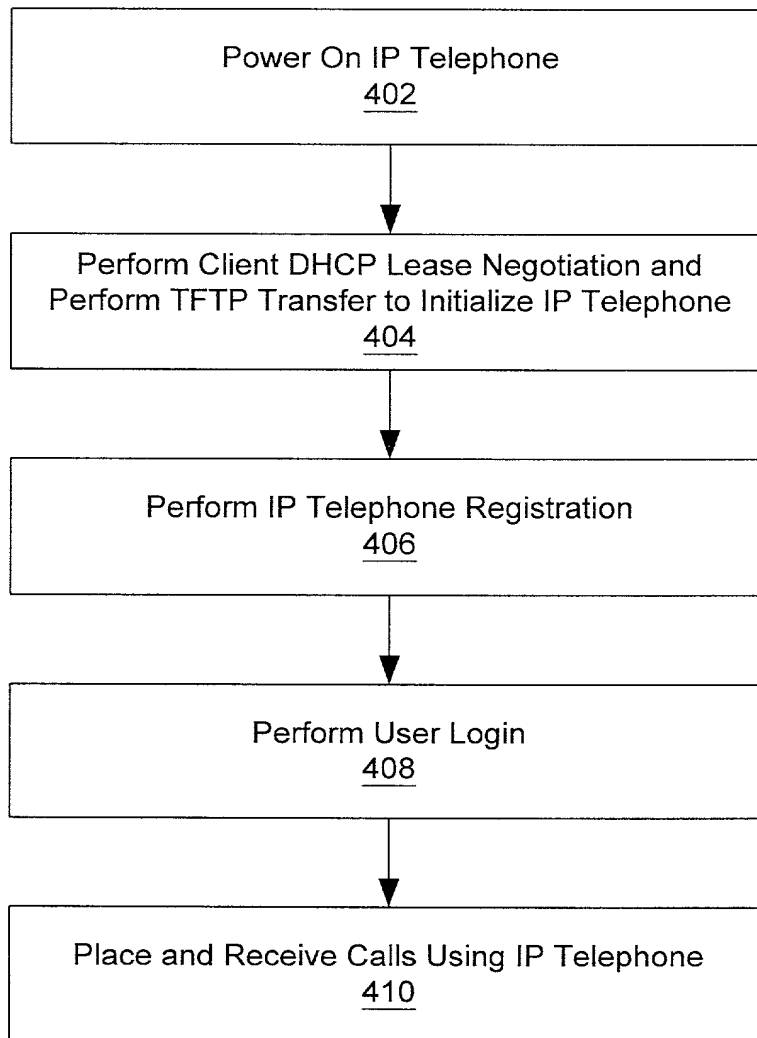 Power On IP Telephone
402
Perform Client DHCP Lease Negotiation and
Perform TFTP Transfer to Initialize IP Telephone
404
Perform IP Telephone Registration
406
Perform User Login
408
Place and Receive Calls Using IP Telephone
410